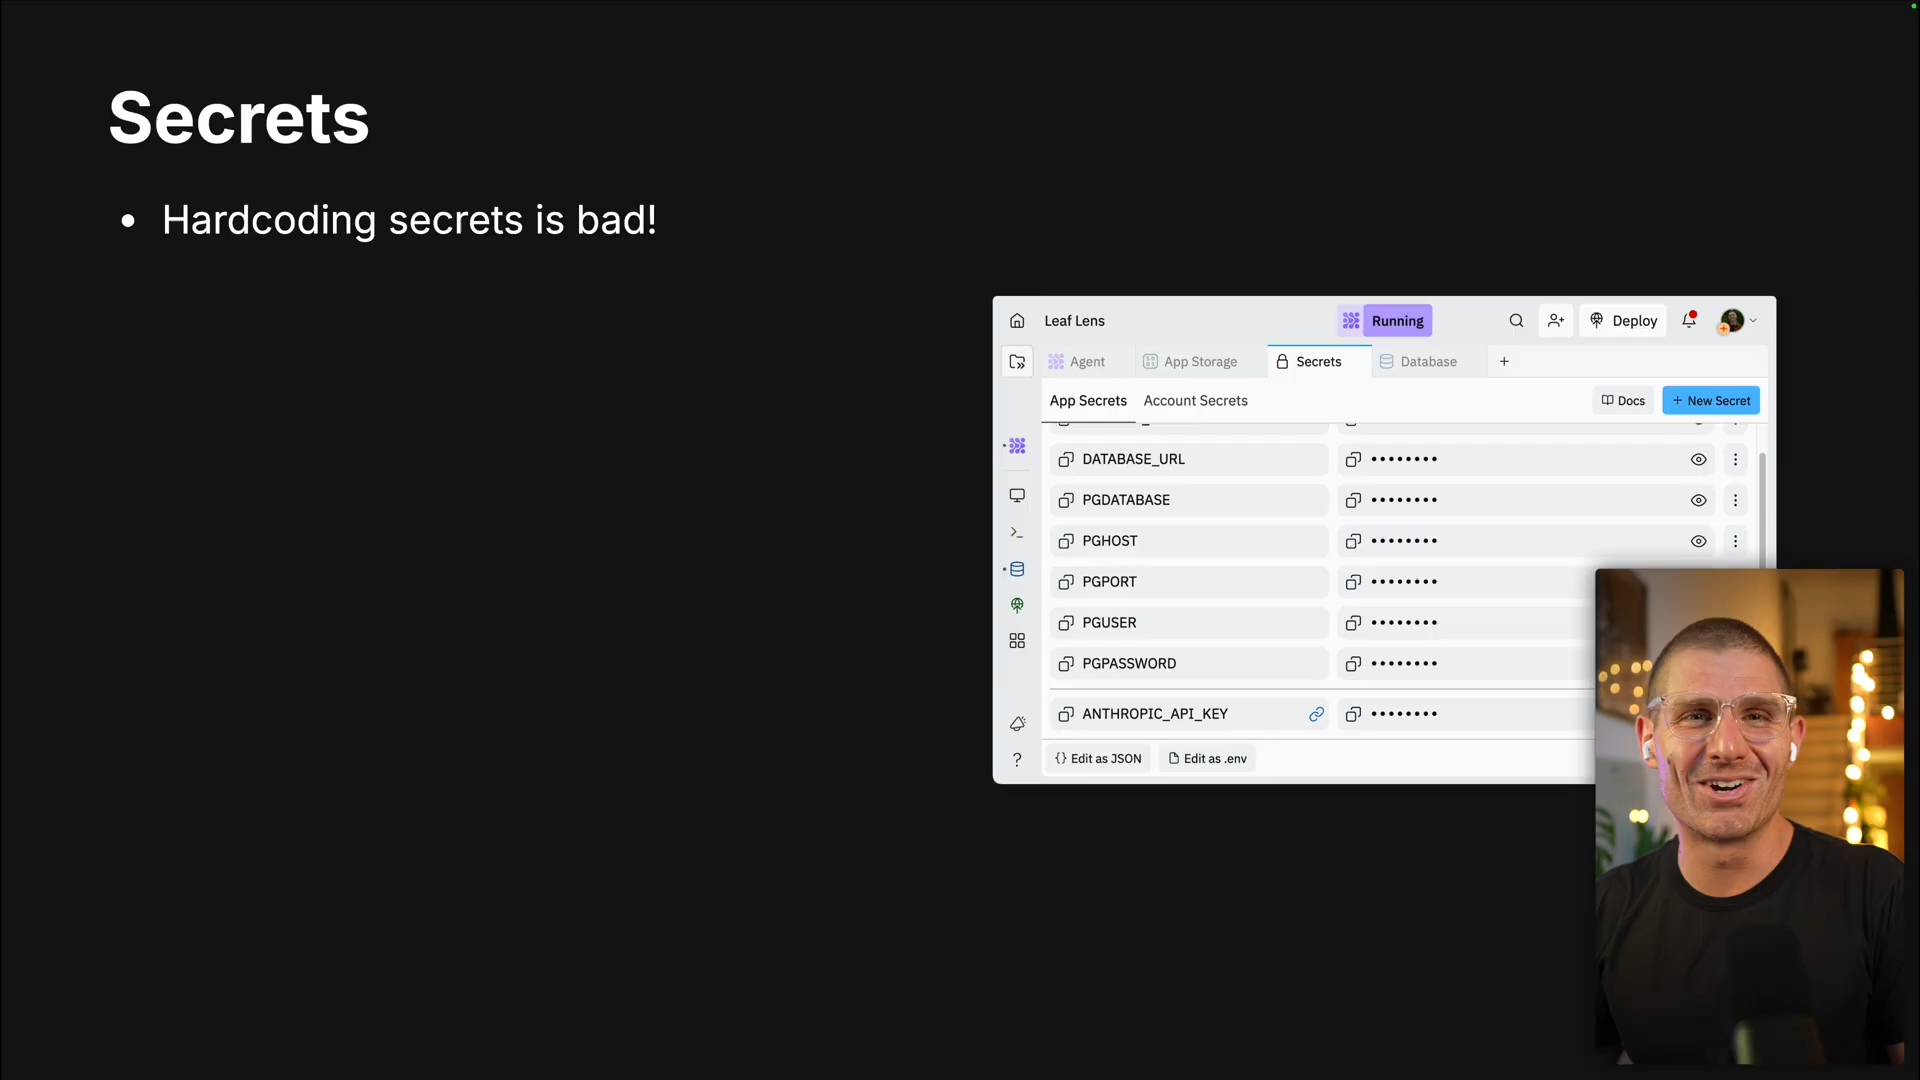 Secrets
• Hardcoding secrets is bad!
Leaf Lens
Running
Deploy
Agent
App Storage
Secrets
Database
+
App Secrets
Account Secrets
Docs
+ New Secret
DATABASE_URL
••••••••
PGDATABASE
••••••••
PGHOST
••••••••
PGPORT
••••••••
PGUSER
••••••••
PGPASSWORD
••••••••
ANTHROPIC_API_KEY
••••••••
?
{} Edit as JSON
Edit as .env